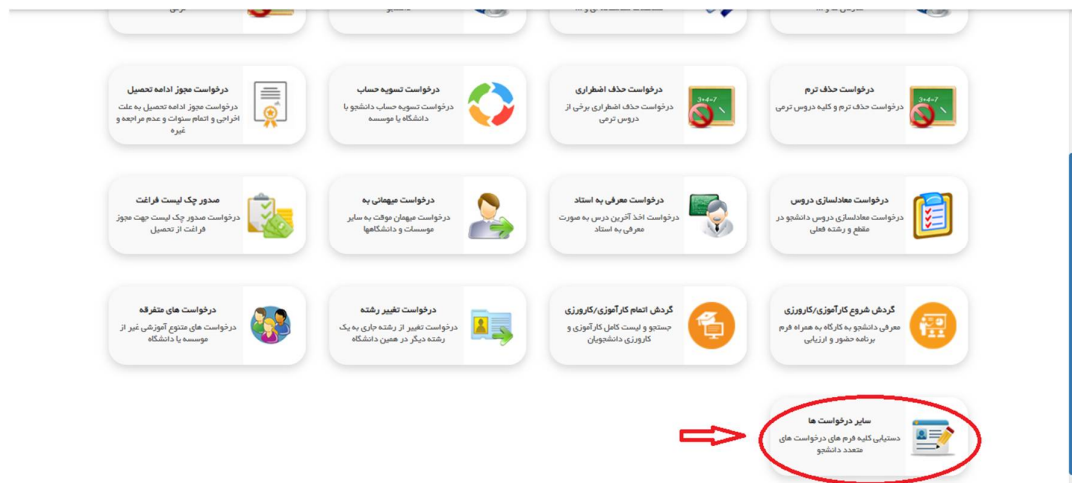 درخواست حذف ترم
درخواست حذف ترم و کلیه دروس ترمی
درخواست حذف اضطراری
درخواست حذف اضطراری برخی از
دروس ترمی
درخواست تسویه حساب
درخواست تسویه حساب دانشجو با
دانشگاه یا موسسه
درخواست مجوز ادامه تحصیل
درخواست مجوز ادامه تحصیل به علت
اخراجی و اتمام سنوات و عدم مراجعه و
غیره
درخواست معادلسازی دروس
درخواست معادلسازی دروس دانشجو در
مقطع و رشته فعلی
درخواست معرفی به استاد
درخواست اخذ آخرین درس به صورت
معرفی به استاد
درخواست میهمانی به
درخواست میهمان موقت به سایر
موسسات و دانشگاهها
صدور چک لیست فراغت
درخواست صدور چک لیست جهت مجوز
فراغت از تحصیل
گردش شروع کارآموزی/کارورزی
معرفی دانشجو به کارگاه به همراه فرم
برنامه حضور و ارزیابی
گردش اتمام کارآموزی/کارورزی
جستجو و لیست کامل کارآموزی و
کارورزی دانشجویان
درخواست تغییر رشته
درخواست تغییر از رشته جاری به یک
رشته دیگر در همین دانشگاه
درخواست های متفرقه
درخواست های متنوع آموزشی غیر از
موسسه یا دانشگاه
سایر درخواست ها
دستیابی کلیه فرم های درخواست های
متعدد دانشجو